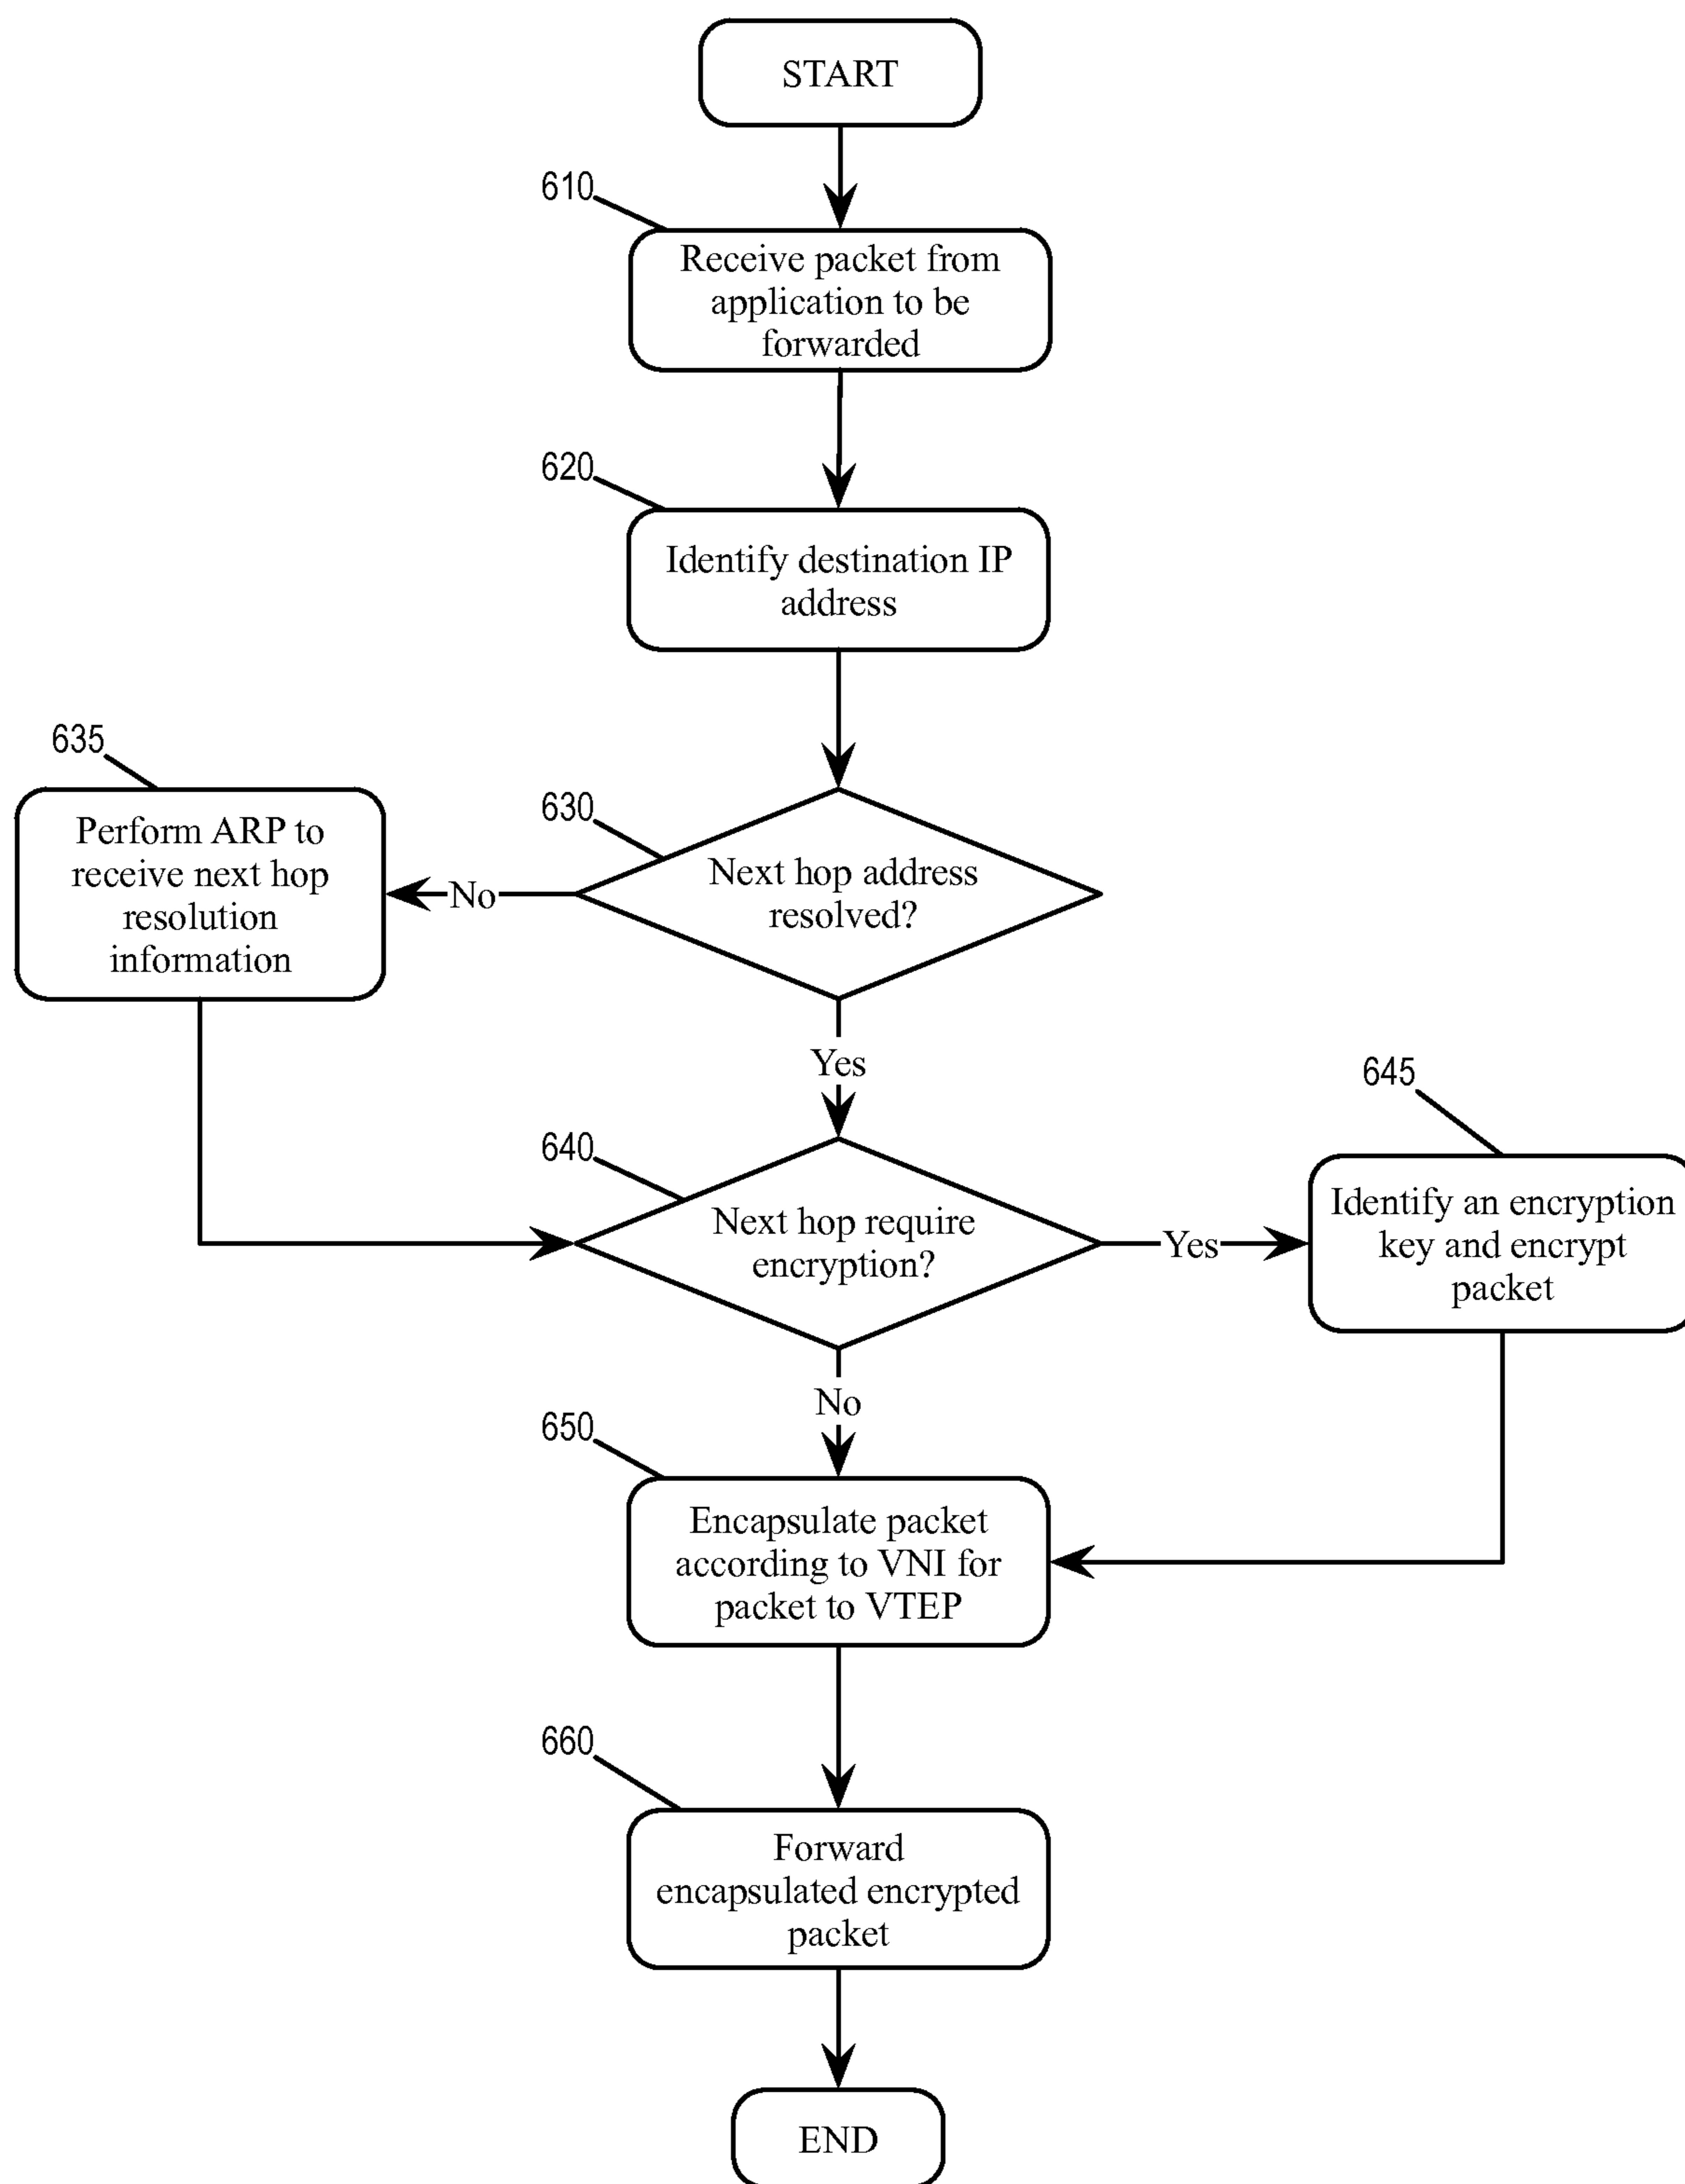 START
610
Receive packet from
application to be
forwarded
620
Identify destination IP
address
635
Perform ARP to
receive next hop
resolution
information
630
Next hop address
resolved?
No
Yes
640
Next hop require
encryption?
Yes
645
Identify an encryption
key and encrypt
packet
No
650
Encapsulate packet
according to VNI for
packet to VTEP
660
Forward
encapsulated encrypted
packet
END